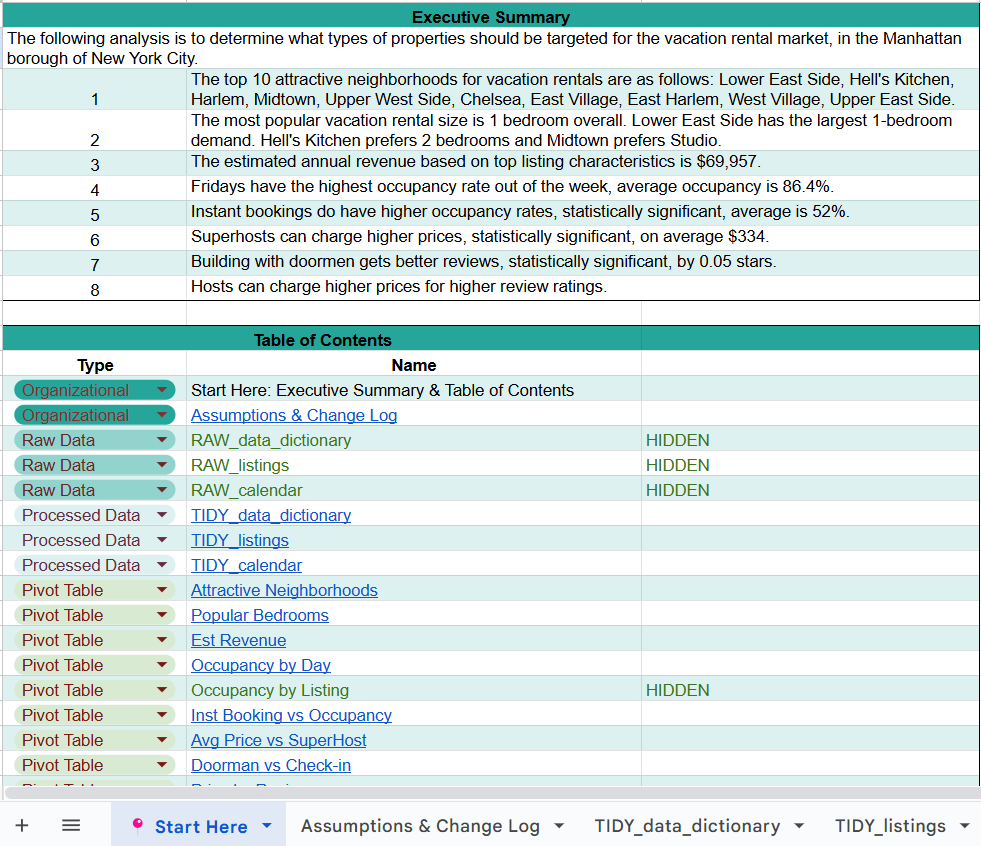 Executive Summary
The following analysis is to determine what types of properties should be targeted for the vacation rental market, in the Manhattan
borough of New York City.
1 The top 10 attractive neighborhoods for vacation rentals are as follows: Lower East Side, Hell's Kitchen,
Harlem, Midtown, Upper West Side, Chelsea, East Village, East Harlem, West Village, Upper East Side.
2 The most popular vacation rental size is 1 bedroom overall. Lower East Side has the largest 1-bedroom
demand. Hell's Kitchen prefers 2 bedrooms and Midtown prefers Studio.
3 The estimated annual revenue based on top listing characteristics is $69,957.
4 Fridays have the highest occupancy rate out of the week, average occupancy is 86.4%.
5 Instant bookings do have higher occupancy rates, statistically significant, average is 52%.
6 Superhosts can charge higher prices, statistically significant, on average $334.
7 Building with doormen gets better reviews, statistically significant, by 0.05 stars.
8 Hosts can charge higher prices for higher review ratings.
Table of Contents
Type Name
Organizational Start Here: Executive Summary & Table of Contents
Organizational Assumptions & Change Log
Raw Data RAW_data_dictionary HIDDEN
Raw Data RAW_listings HIDDEN
Raw Data RAW_calendar HIDDEN
Processed Data TIDY_data_dictionary
Processed Data TIDY_listings
Processed Data TIDY_calendar
Pivot Table Attractive Neighborhoods
Pivot Table Popular Bedrooms
Pivot Table Est Revenue
Pivot Table Occupancy by Day
Pivot Table Occupancy by Listing HIDDEN
Pivot Table Inst Booking vs Occupancy
Pivot Table Avg Price vs SuperHost
Pivot Table Doorman vs Check-in
Start Here Assumptions & Change Log TIDY_data_dictionary TIDY_listings